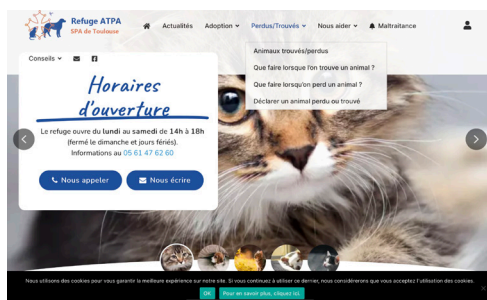 Refuge ATPA
SPA de Toulouse
Actualités
Adoption
Perdus/Trouvés
Nous aider
Maltraitance
Conseils
Animaux trouvés/perdus
Que faire lorsque l'on trouve un animal ?
Que faire lorsqu'on perd un animal ?
Déclarer un animal perdu ou trouvé
Horaires
d'ouverture
Le refuge ouvre du lundi au samedi de 14h à 18h
(fermé le dimanche et jours fériés).
Informations au 05 61 47 62 60
Nous appeler
Nous écrire
Nous utilisons des cookies pour vous garantir la meilleure expérience sur notre site. Si vous continuez à utiliser ce dernier, nous considérerons que vous acceptez l'utilisation des cookies.
OK
Pour en savoir plus, cliquez ici.